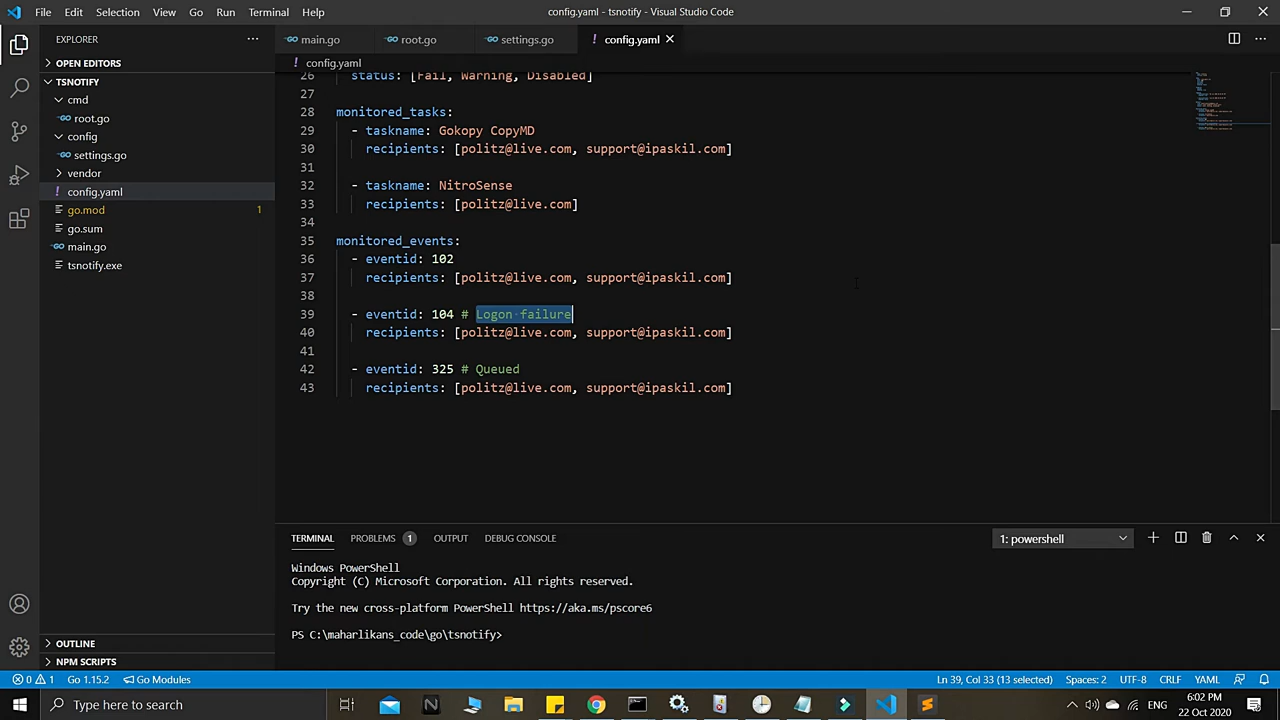 File Edit Selection View Go Run Terminal Help
config.yaml - tsnotify - Visual Studio Code
EXPLORER
OPEN EDITORS
TSNOTIFY
cmd
root.go
config
settings.go
vendor
! config.yaml
go.mod 1
go.sum
main.go
tsnotify.exe
OUTLINE
NPM SCRIPTS
main.go root.go settings.go ! config.yaml
! config.yaml
26 status: [Fail, Warning, Disabled]
27
28 monitored_tasks:
29 - taskname: Gokopy CopyMD
30 recipients: [politz@live.com, support@ipaskil.com]
31
32 - taskname: NitroSense
33 recipients: [politz@live.com]
34
35 monitored_events:
36 - eventid: 102
37 recipients: [politz@live.com, support@ipaskil.com]
38
39 - eventid: 104 # Logon failure
40 recipients: [politz@live.com, support@ipaskil.com]
41
42 - eventid: 325 # Queued
43 recipients: [politz@live.com, support@ipaskil.com]
TERMINAL PROBLEMS 1 OUTPUT DEBUG CONSOLE 1: powershell
Windows PowerShell
Copyright (C) Microsoft Corporation. All rights reserved.
Try the new cross-platform PowerShell https://aka.ms/pscore6
PS C:\maharlikans_code\go\tsnotify>
0 1 Go 1.15.2 Go Modules Ln 39, Col 33 (13 selected) Spaces: 2 UTF-8 CRLF YAML
Type here to search
ENG
6:02 PM
22 Oct 2020